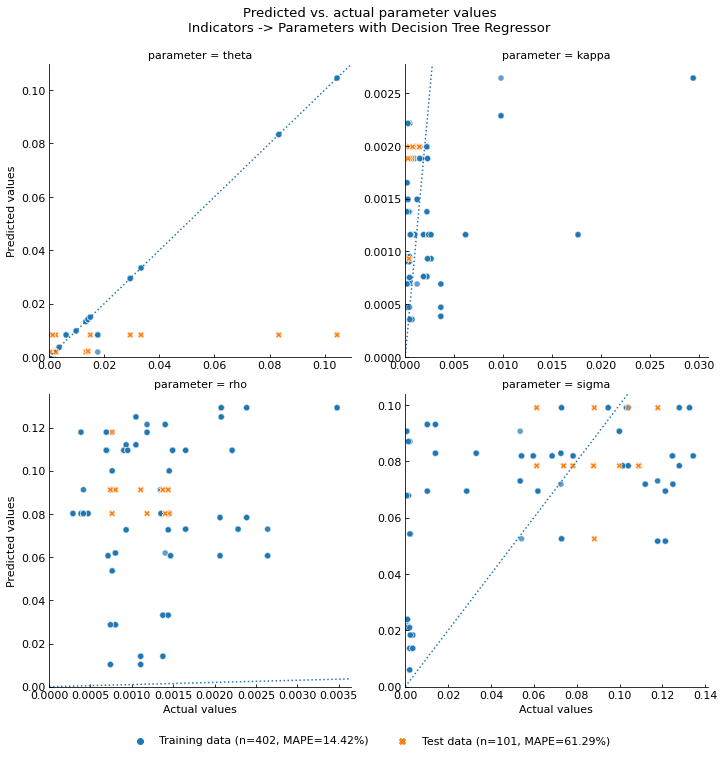 Predicted vs. actual parameter values
Indicators -> Parameters with Decision Tree Regressor
parameter = theta
parameter = kappa
Predicted values
0.10
0.08
0.06
0.04
0.02
0.00
0.00 0.02 0.04 0.06 0.08 0.10
0.0025
0.0020
0.0015
0.0010
0.0005
0.0000
0.000 0.005 0.010 0.015 0.020 0.025 0.030
parameter = rho
parameter = sigma
Predicted values
0.12
0.10
0.08
0.06
0.04
0.02
0.00
0.0000 0.0005 0.0010 0.0015 0.0020 0.0025 0.0030 0.0035
Actual values
0.10
0.08
0.06
0.04
0.02
0.00
0.00 0.02 0.04 0.06 0.08 0.10 0.12 0.14
Actual values
Training data (n=402, MAPE=14.42%)
Test data (n=101, MAPE=61.29%)